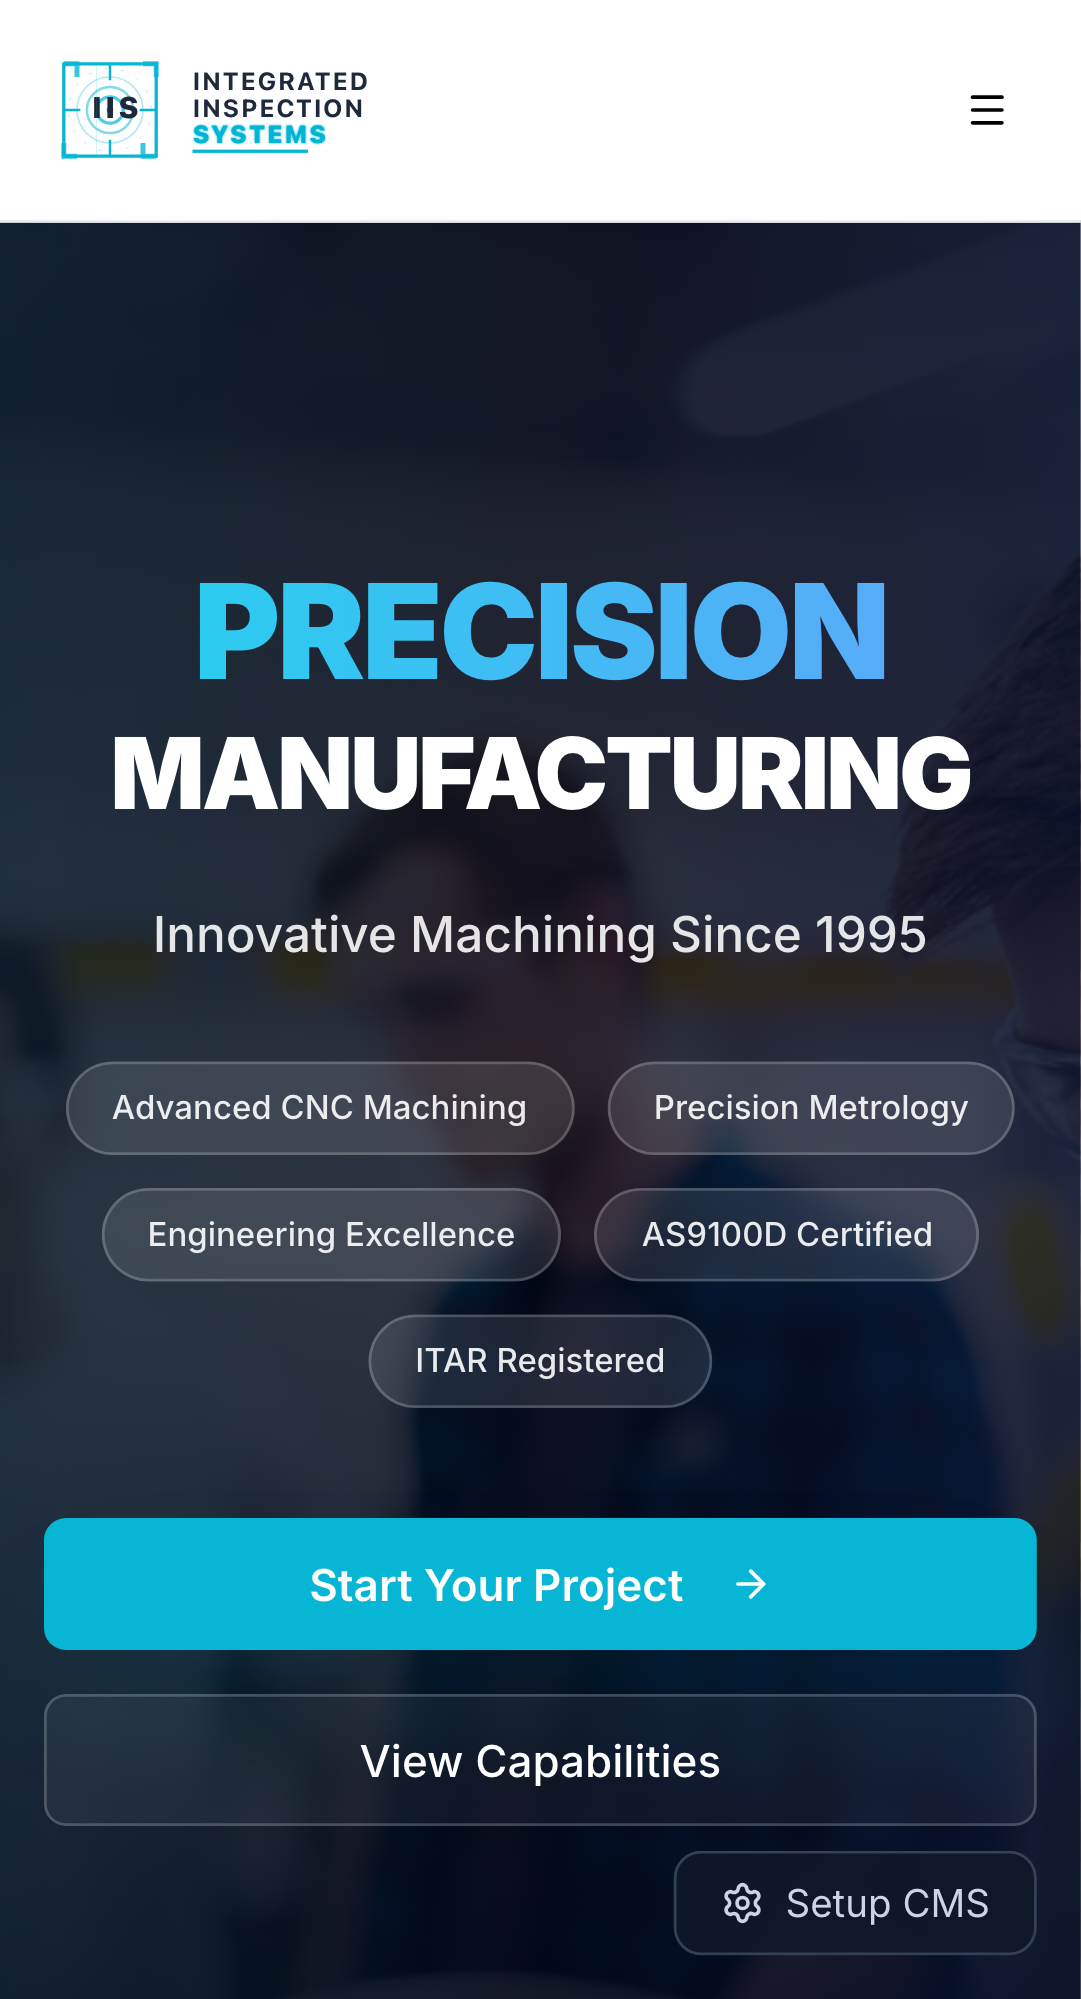 IIS
INTEGRATED
INSPECTION
SYSTEMS
PRECISION
MANUFACTURING
Innovative Machining Since 1995
Advanced CNC Machining
Precision Metrology
Engineering Excellence
AS9100D Certified
ITAR Registered
Start Your Project →
View Capabilities
Setup CMS